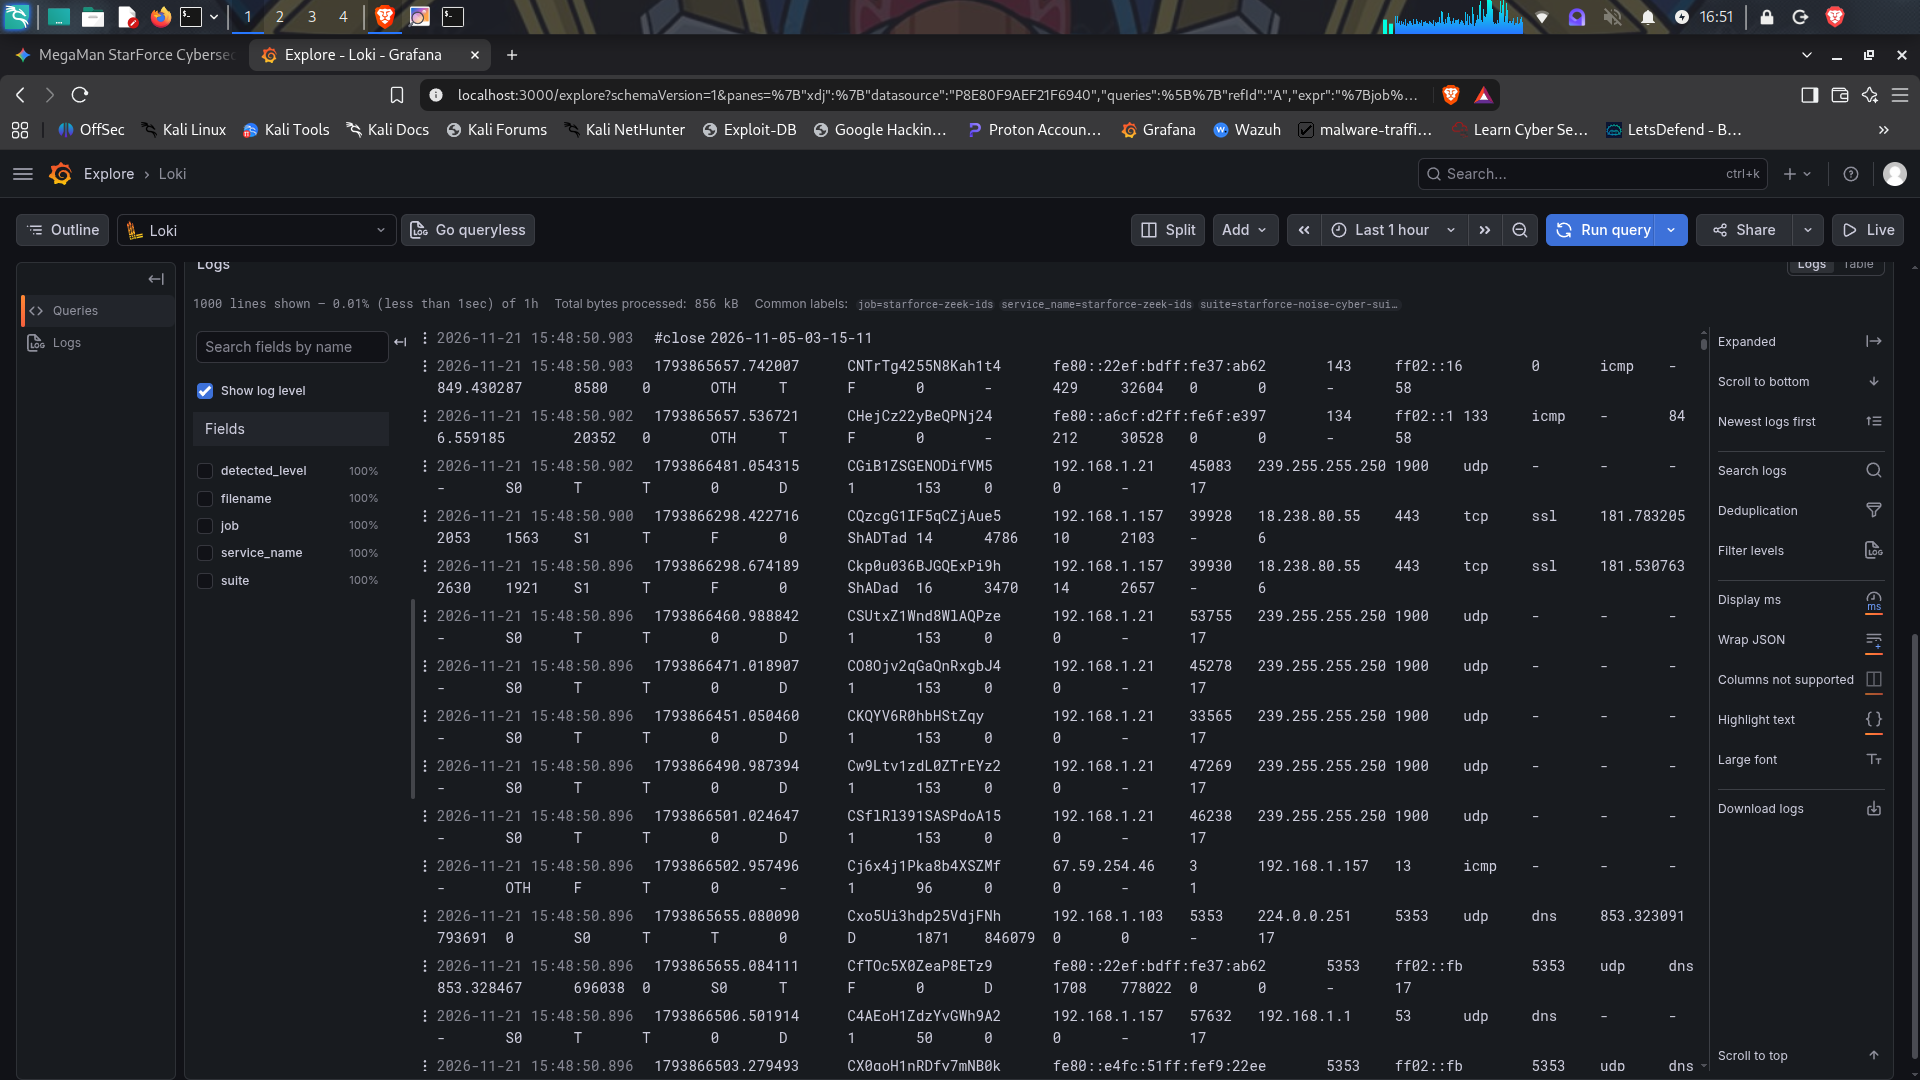 1 2 3 4 16:51
MegaMan StarForce Cybersec
Explore - Loki - Grafana
localhost:3000/explore?schemaVersion=1&panes=%7B"xdj":%7B"datasource":"P8E80F9AEF21F6940","queries":%5B%7B"refId":"A","expr":"%7Bjob%...
OffSec Kali Linux Kali Tools Kali Docs Kali Forums Kali NetHunter Exploit-DB Google Hackin... Proton Accoun... Grafana Wazuh malware-traffi... Learn Cyber Se... LetsDefend - B... »
Explore › Loki Search... ctrl+k
Outline Loki Go queryless Split Add Last 1 hour Run query Share Live
Queries
Logs
Logs Logs Table
1000 lines shown — 0.01% (less than 1sec) of 1h Total bytes processed: 856 kB Common labels: job=starforce-zeek-ids service_name=starforce-zeek-ids suite=starforce-noise-cyber-sui…
Search fields by name
Show log level
Fields
detected_level 100%
filename 100%
job 100%
service_name 100%
suite 100%
2026-11-21 15:48:50.903 #close 2026-11-05-03-15-11
2026-11-21 15:48:50.903 1793865657.742007 CNTrTg4255N8Kah1t4 fe80::22ef:bdff:fe37:ab62 143 ff02::16 0 icmp -
849.430287 8580 0 OTH T F 0 - 429 32604 0 0 - 58
2026-11-21 15:48:50.902 1793865657.536721 CHejCz22yBeQPNj24 fe80::a6cf:d2ff:fe6f:e397 134 ff02::1 133 icmp - 84
6.559185 20352 0 OTH T F 0 - 212 30528 0 0 - 58
2026-11-21 15:48:50.902 1793866481.054315 CGiB1ZSGENODifVM5 192.168.1.21 45083 239.255.255.250 1900 udp - - -
- S0 T T 0 D 1 153 0 0 - 17
2026-11-21 15:48:50.900 1793866298.422716 CQzcgG1IF5qCZjAue5 192.168.1.157 39928 18.238.80.55 443 tcp ssl 181.783205
2053 1563 S1 T F 0 ShADTad 14 4786 10 2103 - 6
2026-11-21 15:48:50.896 1793866298.674189 Ckp0u036BJGQExPi9h 192.168.1.157 39930 18.238.80.55 443 tcp ssl 181.530763
2630 1921 S1 T F 0 ShADad 16 3470 14 2657 - 6
2026-11-21 15:48:50.896 1793866460.988842 CSUtxZ1Wnd8WlAQPze 192.168.1.21 53755 239.255.255.250 1900 udp - - -
- S0 T T 0 D 1 153 0 0 - 17
2026-11-21 15:48:50.896 1793866471.018907 CO8Ojv2qGaQnRxgbJ4 192.168.1.21 45278 239.255.255.250 1900 udp - - -
- S0 T T 0 D 1 153 0 0 - 17
2026-11-21 15:48:50.896 1793866451.050460 CKQYV6R0hbHStZqy 192.168.1.21 33565 239.255.255.250 1900 udp - - -
- S0 T T 0 D 1 153 0 0 - 17
2026-11-21 15:48:50.896 1793866490.987394 Cw9Ltv1zdL0ZTrEYz2 192.168.1.21 47269 239.255.255.250 1900 udp - - -
- S0 T T 0 D 1 153 0 0 - 17
2026-11-21 15:48:50.896 1793866501.024647 CSflRl391SASPdoA15 192.168.1.21 46238 239.255.255.250 1900 udp - - -
- S0 T T 0 D 1 153 0 0 - 17
2026-11-21 15:48:50.896 1793866502.957496 Cj6x4j1Pka8b4XSZMf 67.59.254.46 3 192.168.1.157 13 icmp - - -
- OTH F T 0 - 1 96 0 0 - 1
2026-11-21 15:48:50.896 1793865655.080090 Cxo5Ui3hdp25VdjFNh 192.168.1.103 5353 224.0.0.251 5353 udp dns 853.323091
793691 0 S0 T T 0 D 1871 846079 0 0 - 17
2026-11-21 15:48:50.896 1793865655.084111 CfTOc5X0ZeaP8ETz9 fe80::22ef:bdff:fe37:ab62 5353 ff02::fb 5353 udp dns
853.328467 696038 0 S0 T F 0 D 1708 778022 0 0 - 17
2026-11-21 15:48:50.896 1793866506.501914 C4AEoH1ZdzYvGWh9A2 192.168.1.157 57632 192.168.1.1 53 udp dns - -
- S0 T T 0 D 1 50 0 0 - 17
2026-11-21 15:48:50.896 1793866503.279493 CX0qoH1nRDfv7mNB0k fe80::e4fc:51ff:fef9:22ee 5353 ff02::fb 5353 udp dns
Expanded
Scroll to bottom
Newest logs first
Search logs
Deduplication
Filter levels
Display ms
Wrap JSON
Columns not supported
Highlight text
Large font
Download logs
Scroll to top